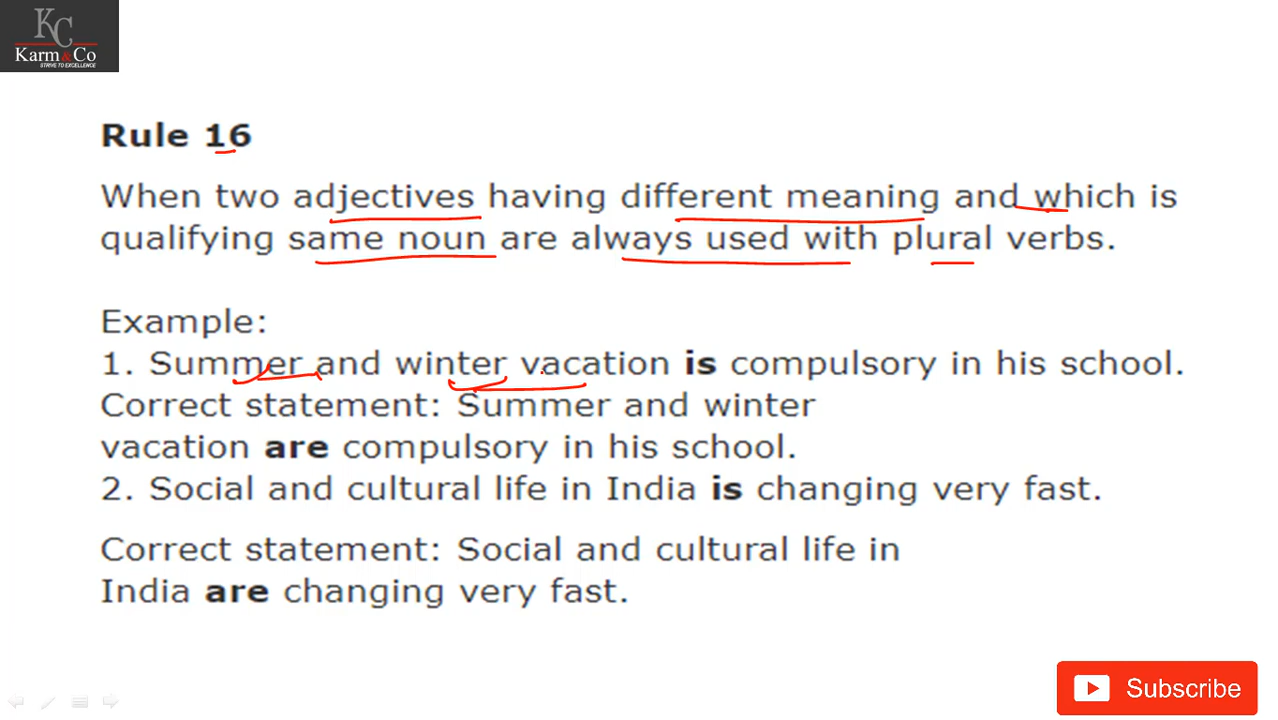 KC
Karm&Co
STRIVE TO EXCELLENCE
Rule 16
When two adjectives having different meaning and which is
qualifying same noun are always used with plural verbs.
Example:
1. Summer and winter vacation is compulsory in his school.
Correct statement: Summer and winter
vacation are compulsory in his school.
2. Social and cultural life in India is changing very fast.
Correct statement: Social and cultural life in
India are changing very fast.
Subscribe